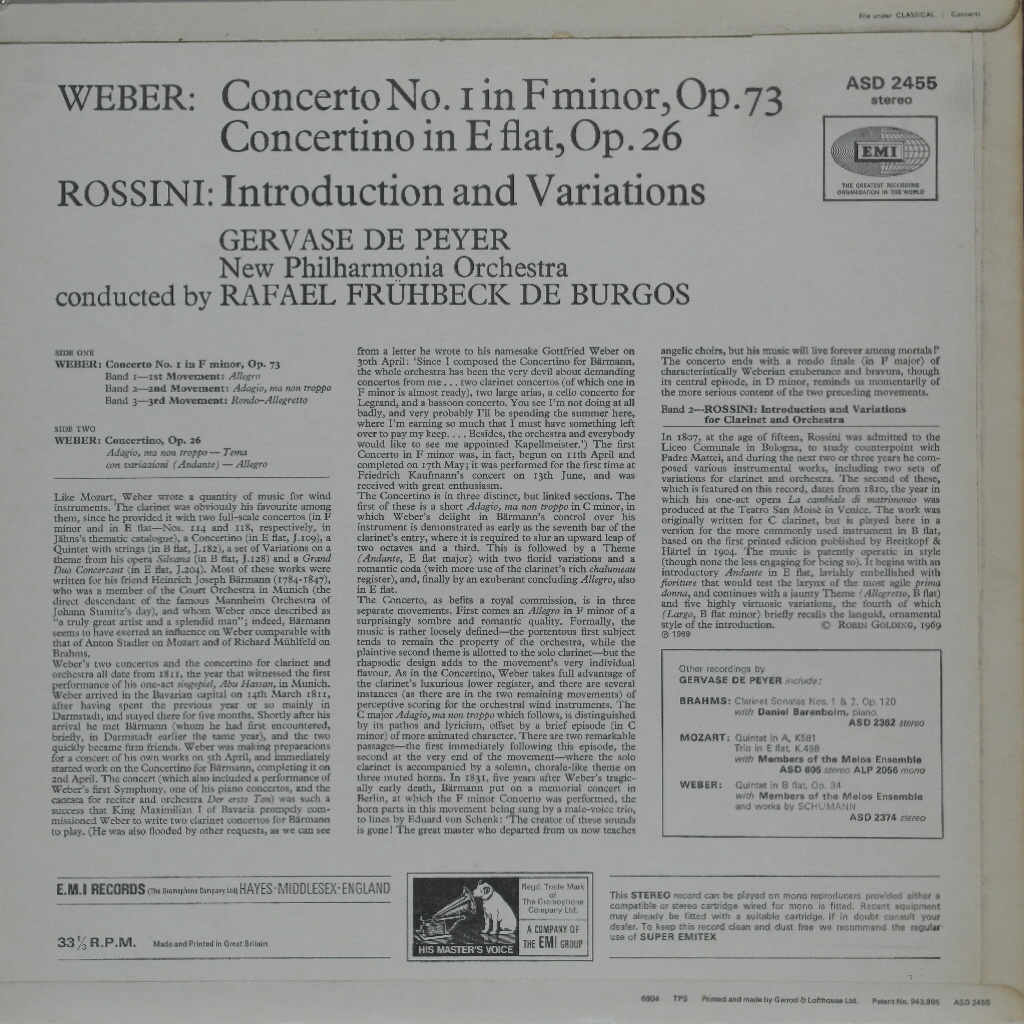 File under CLASSICAL : Concerti
WEBER: Concerto No. 1 in F minor, Op. 73
Concertino in E flat, Op. 26
ROSSINI: Introduction and Variations
GERVASE DE PEYER
New Philharmonia Orchestra
conducted by RAFAEL FRÜHBECK DE BURGOS
ASD 2455
stereo
EMI
THE GREATEST RECORDING
ORGANISATION IN THE WORLD
SIDE ONE
WEBER: Concerto No. 1 in F minor, Op. 73
Band 1—1st Movement: Allegro
Band 2—2nd Movement: Adagio, ma non troppo
Band 3—3rd Movement: Rondo–Allegretto
SIDE TWO
WEBER: Concertino, Op. 26
Adagio, ma non troppo — Tema
con variazioni (Andante) — Allegro
Like Mozart, Weber wrote a quantity of music for wind
instruments. The clarinet was obviously his favourite among
them, since he provided it with two full-scale concertos (in F
minor and in E flat—Nos. 114 and 118, respectively, in
Jähns's thematic catalogue), a Concertino (in E flat, J.109), a
Quintet with strings (in B flat, J.182), a set of Variations on a
theme from his opera Silvana (in B flat, J.128) and a Grand
Duo Concertant (in E flat, J.204). Most of these works were
written for his friend Heinrich Joseph Bärmann (1784-1847),
who was a member of the Court Orchestra in Munich (the
direct descendant of the famous Mannheim Orchestra of
Johann Stamitz's day), and whom Weber once described as
"a truly great artist and a splendid man"; indeed, Bärmann
seems to have exerted an influence on Weber comparable with
that of Anton Stadler on Mozart and of Richard Mühlfeld on
Brahms.
Weber's two concertos and the concertino for clarinet and
orchestra all date from 1811, the year that witnessed the first
performance of his one-act singspiel, Abu Hassan, in Munich.
Weber arrived in the Bavarian capital on 14th March 1811,
after having spent the previous year or so mainly in
Darmstadt, and stayed there for five months. Shortly after his
arrival he met Bärmann (whom he had first encountered,
briefly, in Darmstadt earlier the same year), and the two
quickly became firm friends. Weber was making preparations
for a concert of his own works on 5th April, and immediately
started work on the Concertino for Bärmann, completing it on
2nd April. The concert (which also included a performance of
Weber's first Symphony, one of his piano concertos, and the
cantata for reciter and orchestra Der erste Ton) was such a
success that King Maximilian I of Bavaria promptly com-
missioned Weber to write two clarinet concertos for Bärmann
to play. (He was also flooded by other requests, as we can see
from a letter he wrote to his namesake Gottfried Weber on
30th April: 'Since I composed the Concertino for Bärmann,
the whole orchestra has been the very devil about demanding
concertos from me . . . two clarinet concertos (of which one in
F minor is almost ready), two large arias, a cello concerto for
Legrand, and a bassoon concerto. You see I'm not doing at all
badly, and very probably I'll be spending the summer here,
where I'm earning so much that I must have something left
over to pay my keep. . . . Besides, the orchestra and everybody
would like to see me appointed Kapellmeister.') The first
Concerto in F minor was, in fact, begun on 11th April and
completed on 17th May; it was performed for the first time at
Friedrich Kaufmann's concert on 13th June, and was
received with great enthusiasm.
The Concertino is in three distinct, but linked sections. The
first of these is a short Adagio, ma non troppo in C minor, in
which Weber's delight in Bärmann's control over his
instrument is demonstrated as early as the seventh bar of the
clarinet's entry, where it is required to slur an upward leap of
two octaves and a third. This is followed by a Theme
(Andante, E flat major) with two florid variations and a
romantic coda (with more use of the clarinet's rich chalumeau
register), and, finally by an exuberant concluding Allegro, also
in E flat.
The Concerto, as befits a royal commission, is in three
separate movements. First comes an Allegro in F minor of a
surprisingly sombre and romantic quality. Formally, the
music is rather loosely defined—the portentous first subject
tends to remain the property of the orchestra, while the
plaintive second theme is allotted to the solo clarinet—but the
rhapsodic design adds to the movement's very individual
flavour. As in the Concertino, Weber takes full advantage of
the clarinet's luxurious lower register, and there are several
instances (as there are in the two remaining movements) of
perceptive scoring for the orchestral wind instruments. The
C major Adagio, ma non troppo which follows, is distinguished
by its pathos and lyricism, offset by a brief episode (in C
minor) of more animated character. There are two remarkable
passages—the first immediately following this episode, the
second at the very end of the movement—where the solo
clarinet is accompanied by a solemn, chorale-like theme on
three muted horns. In 1831, five years after Weber's tragic-
ally early death, Bärmann put on a memorial concert in
Berlin, at which the F minor Concerto was performed, the
horn parts in this movement being sung by a male-voice trio,
to lines by Eduard von Schenk: 'The creator of these sounds
is gone! The great master who departed from us now teaches
angelic choirs, but his music will live forever among mortals!'
The concerto ends with a rondo finale (in F major) of
characteristically Weberian exuberance and bravura, though
its central episode, in D minor, reminds us momentarily of
the more serious content of the two preceding movements.
Band 2—ROSSINI: Introduction and Variations
for Clarinet and Orchestra
In 1807, at the age of fifteen, Rossini was admitted to the
Liceo Comunale in Bologna, to study counterpoint with
Padre Mattei, and during the next two or three years he com-
posed various instrumental works, including two sets of
variations for clarinet and orchestra. The second of these,
which is featured on this record, dates from 1810, the year in
which his one-act opera La cambiale di matrimonio was
produced at the Teatro San Moisè in Venice. The work was
originally written for C clarinet, but is played here in a
version for the more commonly used instrument in B flat,
based on the first printed edition published by Breitkopf &
Härtel in 1904. The music is patently operatic in style
(though none the less engaging for being so). It begins with an
introductory Andante in E flat, lavishly embellished with
fioriture that would test the larynx of the most agile prima
donna, and continues with a jaunty Theme (Allegretto, B flat)
and five highly virtuosic variations, the fourth of which
(Largo, B flat minor) briefly recalls the languid, ornamental
style of the introduction. © ROBIN GOLDING, 1969
℗ 1969
Other recordings by
GERVASE DE PEYER include:
BRAHMS: Clarinet Sonatas Nos. 1 & 2, Op. 120
with Daniel Barenboim, piano.
ASD 2362 stereo
MOZART: Quintet in A, K581
Trio in E flat, K.498
with Members of the Melos Ensemble
ASD 605 stereo ALP 2056 mono
WEBER: Quintet in B flat, Op. 34
with Members of the Melos Ensemble
and works by SCHUMANN
ASD 2374 stereo
E.M.I RECORDS (The Gramophone Company Ltd) HAYES · MIDDLESEX · ENGLAND
33⅓ R.P.M. Made and Printed in Great Britain
HIS MASTER'S VOICE
Regd. Trade Mark
of
The Gramophone
Company Ltd.
A COMPANY OF
THE EMI GROUP
This STEREO record can be played on mono reproducers provided either a
compatible or stereo cartridge wired for mono is fitted. Recent equipment
may already be fitted with a suitable cartridge. If in doubt consult your
dealer. To keep this record clean and dust free we recommend the regular
use of SUPER EMITEX
6904 TPS Printed and made by Garrod & Lofthouse Ltd. Patent No. 943,895 ASD 2455